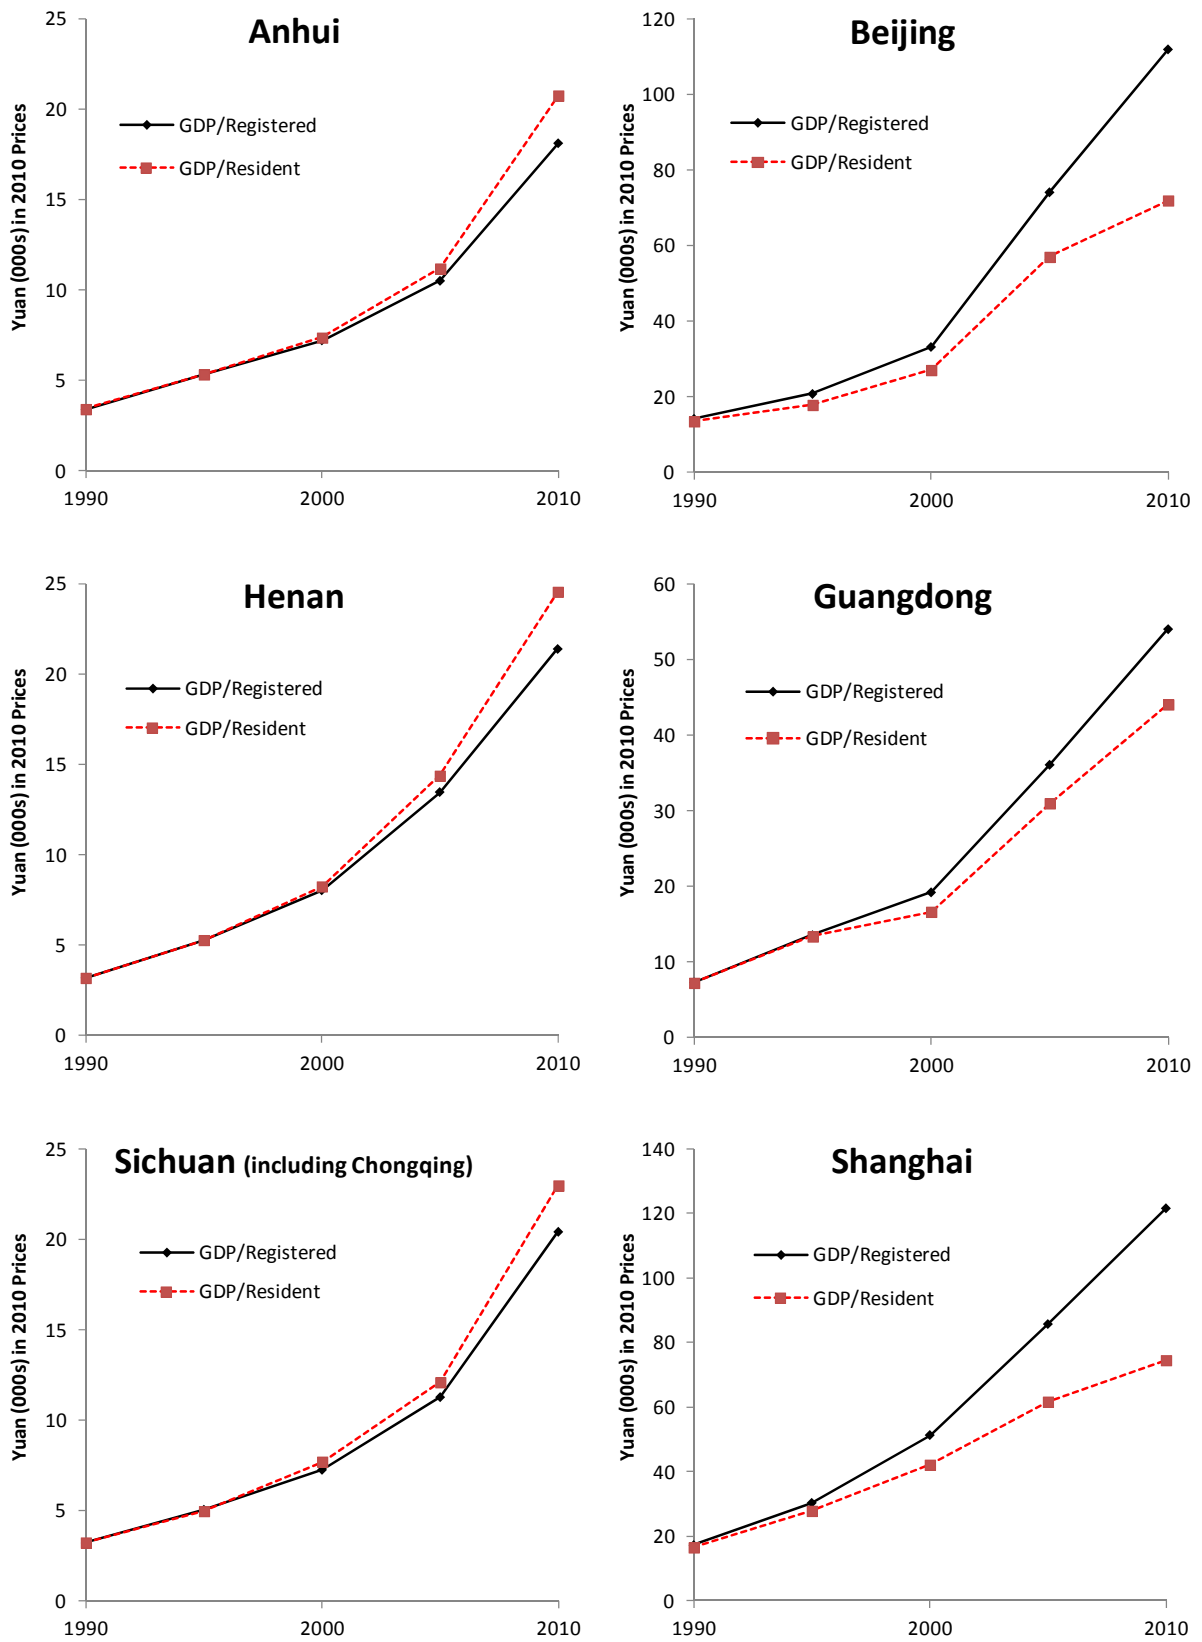 Anhui
Yuan (000s) in 2010 Prices
25
20
15
10
5
0
GDP/Registered
GDP/Resident
1990
2000
2010
Beijing
Yuan (000s) in 2010 Prices
120
100
80
60
40
20
0
GDP/Registered
GDP/Resident
1990
2000
2010
Henan
Yuan (000s) in 2010 Prices
25
20
15
10
5
0
GDP/Registered
GDP/Resident
1990
2000
2010
Guangdong
Yuan (000s) in 2010 Prices
60
50
40
30
20
10
0
GDP/Registered
GDP/Resident
1990
2000
2010
Sichuan (including Chongqing)
Yuan (000s) in 2010 Prices
25
20
15
10
5
0
GDP/Registered
GDP/Resident
1990
2000
2010
Shanghai
Yuan (000s) in 2010 Prices
140
120
100
80
60
40
20
0
GDP/Registered
GDP/Resident
1990
2000
2010